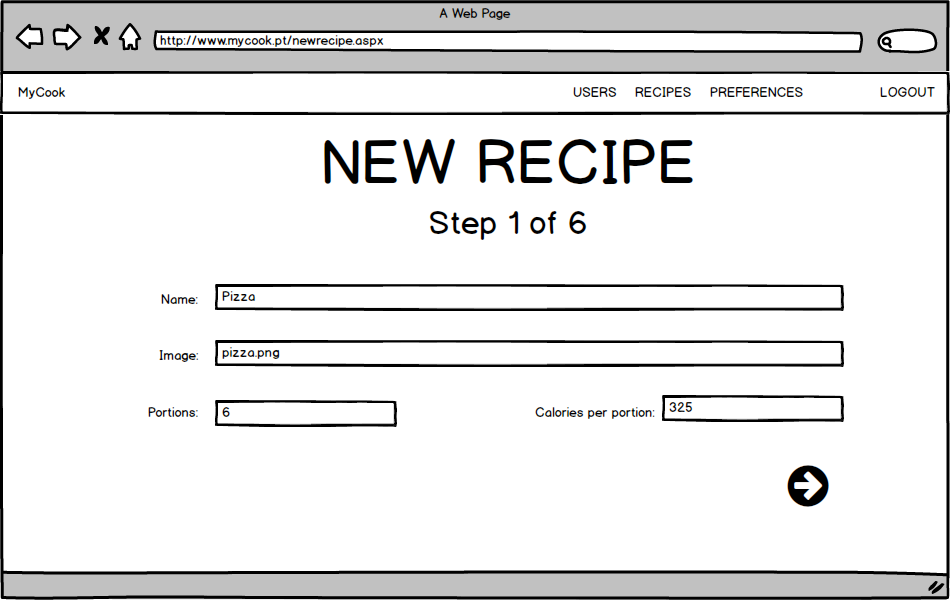 A Web Page
http://www.mycook.pt/newrecipe.aspx
MyCook USERS RECIPES PREFERENCES LOGOUT
NEW RECIPE
Step 1 of 6
Name: Pizza
Image: pizza.png
Portions: 6 Calories per portion: 325